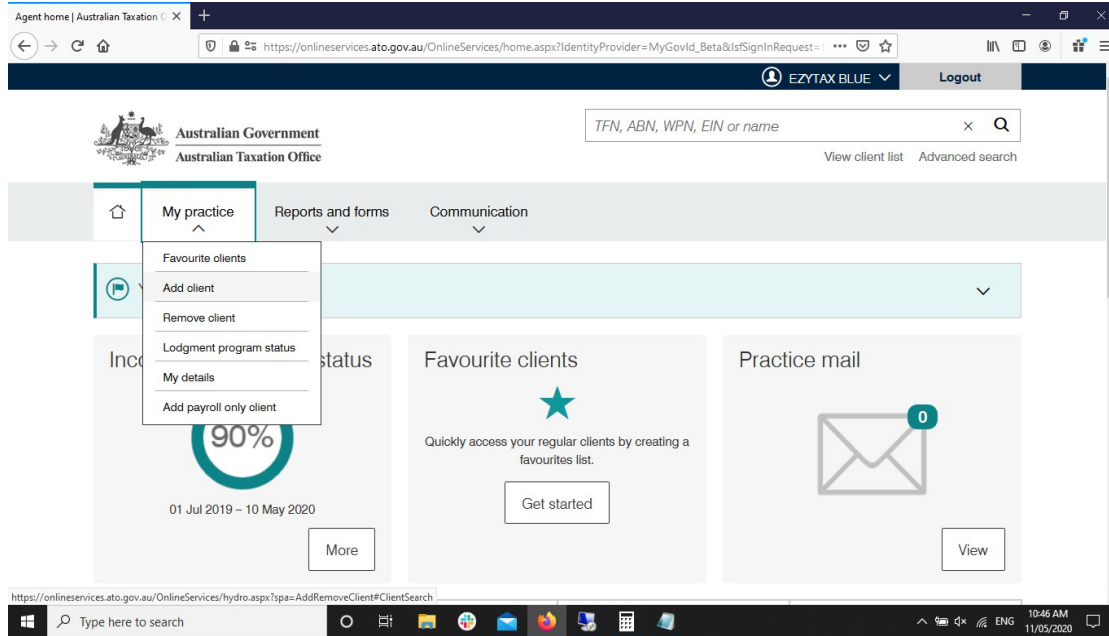 Agent home | Australian Taxation O
https://onlineservices.ato.gov.au/OnlineServices/home.aspx?IdentityProvider=MyGovId_Beta&IsfSignInRequest=
EZYTAX BLUE
Logout
Australian Government
Australian Taxation Office
TFN, ABN, WPN, EIN or name
View client list Advanced search
My practice Reports and forms Communication
Favourite clients
Add client
Remove client
Lodgment program status
My details
Add payroll only client
Inco
status
90%
01 Jul 2019 – 10 May 2020
More
Favourite clients
Quickly access your regular clients by creating a
favourites list.
Get started
Practice mail
0
View
https://onlineservices.ato.gov.au/OnlineServices/hydro.aspx?spa=AddRemoveClient#ClientSearch
Type here to search
ENG
10:46 AM
11/05/2020